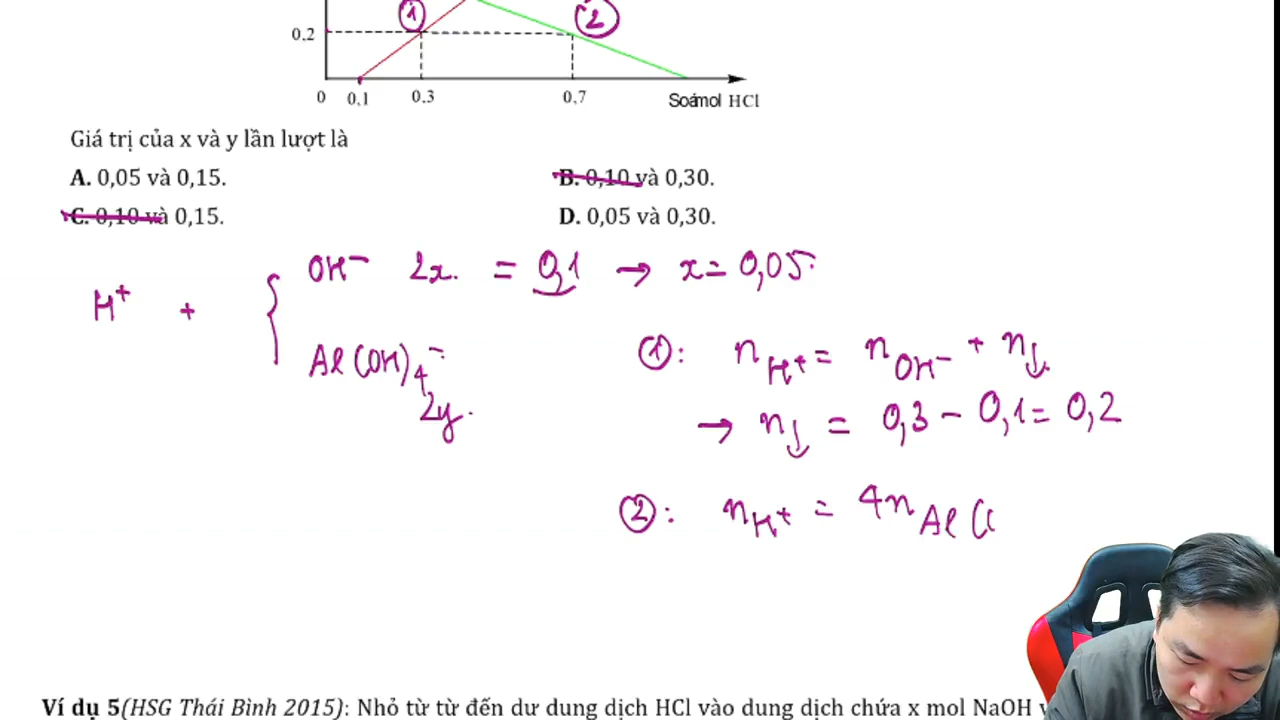 1 2
0,2
0 0,1 0,3 0,7 Soámol HCl
Giá trị của x và y lần lượt là
A. 0,05 và 0,15. B. 0,10 và 0,30.
C. 0,10 và 0,15. D. 0,05 và 0,30.
H⁺ + { OH⁻ 2x. = 0,1 → x = 0,05.
Al(OH)₄⁻
2y.
①: n_H⁺ = n_OH⁻ + n↓.
→ n↓ = 0,3 - 0,1 = 0,2
②: n_H⁺ = 4n_Al(
Ví dụ 5(HSG Thái Bình 2015): Nhỏ từ từ đến dư dung dịch HCl vào dung dịch chứa x mol NaOH